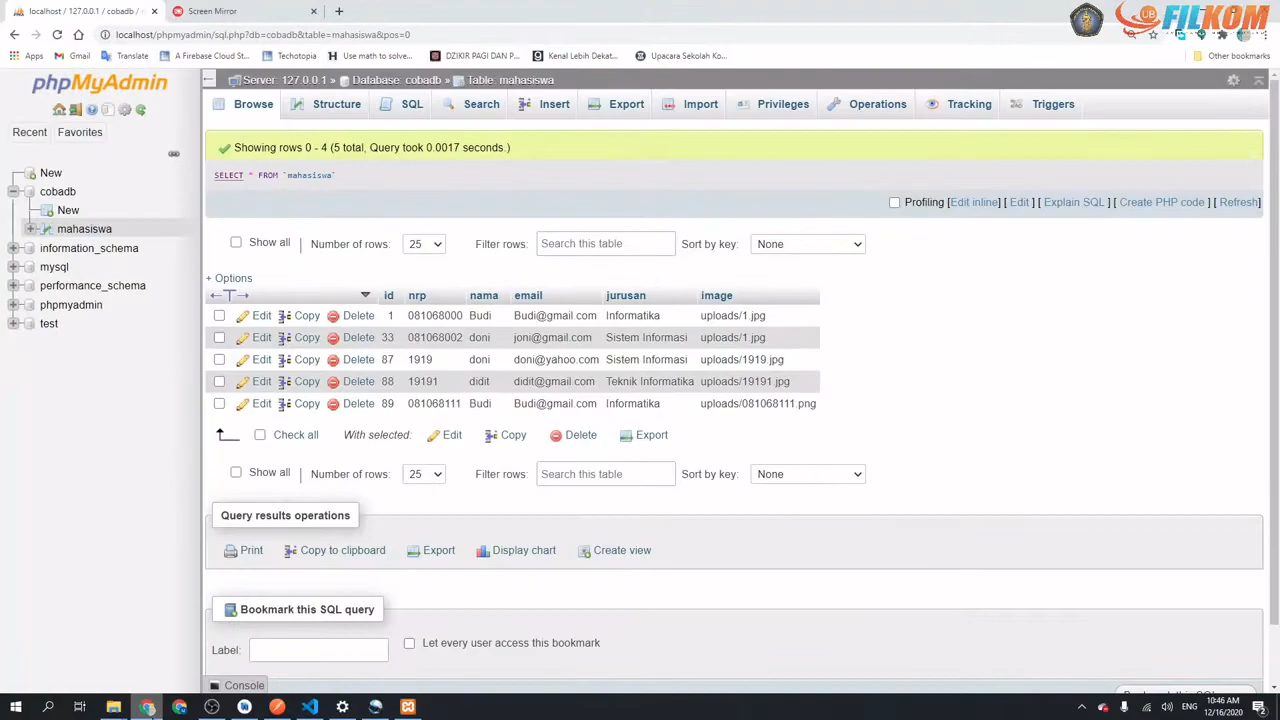 localhost / 127.0.0.1 / cobadb / Screen Mirror
UB FILKOM
localhost/phpmyadmin/sql.php?db=cobadb&table=mahasiswa&pos=0
Apps Gmail Translate A Firebase Cloud St... Techotopia Use math to solve... DZIKIR PAGI DAN P... Kenal Lebih Dekat... Upacara Sekolah Ko... Other bookmarks
phpMyAdmin
Recent Favorites
New
cobadb
New
mahasiswa
information_schema
mysql
performance_schema
phpmyadmin
test
Server: 127.0.0.1 » Database: cobadb » Table: mahasiswa
Browse Structure SQL Search Insert Export Import Privileges Operations Tracking Triggers
Showing rows 0 - 4 (5 total, Query took 0.0017 seconds.)
SELECT * FROM `mahasiswa`
Profiling [Edit inline] [ Edit ] [ Explain SQL ] [ Create PHP code ] [ Refresh]
Show all | Number of rows: 25 Filter rows: Search this table Sort by key: None
+ Options
←T→ id nrp nama email jurusan image
Edit Copy Delete 1 081068000 Budi Budi@gmail.com Informatika uploads/1.jpg
Edit Copy Delete 33 081068002 doni joni@gmail.com Sistem Informasi uploads/1.jpg
Edit Copy Delete 87 1919 doni doni@yahoo.com Sistem Informasi uploads/1919.jpg
Edit Copy Delete 88 19191 didit didit@gmail.com Teknik Informatika uploads/19191.jpg
Edit Copy Delete 89 081068111 Budi Budi@gmail.com Informatika uploads/081068111.png
Check all With selected: Edit Copy Delete Export
Show all | Number of rows: 25 Filter rows: Search this table Sort by key: None
Query results operations
Print Copy to clipboard Export Display chart Create view
Bookmark this SQL query
Label: Let every user access this bookmark
Console
ENG 10:46 AM
12/16/2020